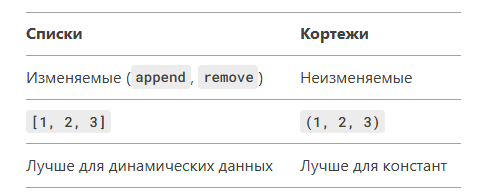 Списки Кортежи
Изменяемые (append, remove) Неизменяемые
[1, 2, 3] (1, 2, 3)
Лучше для динамических данных Лучше для констант